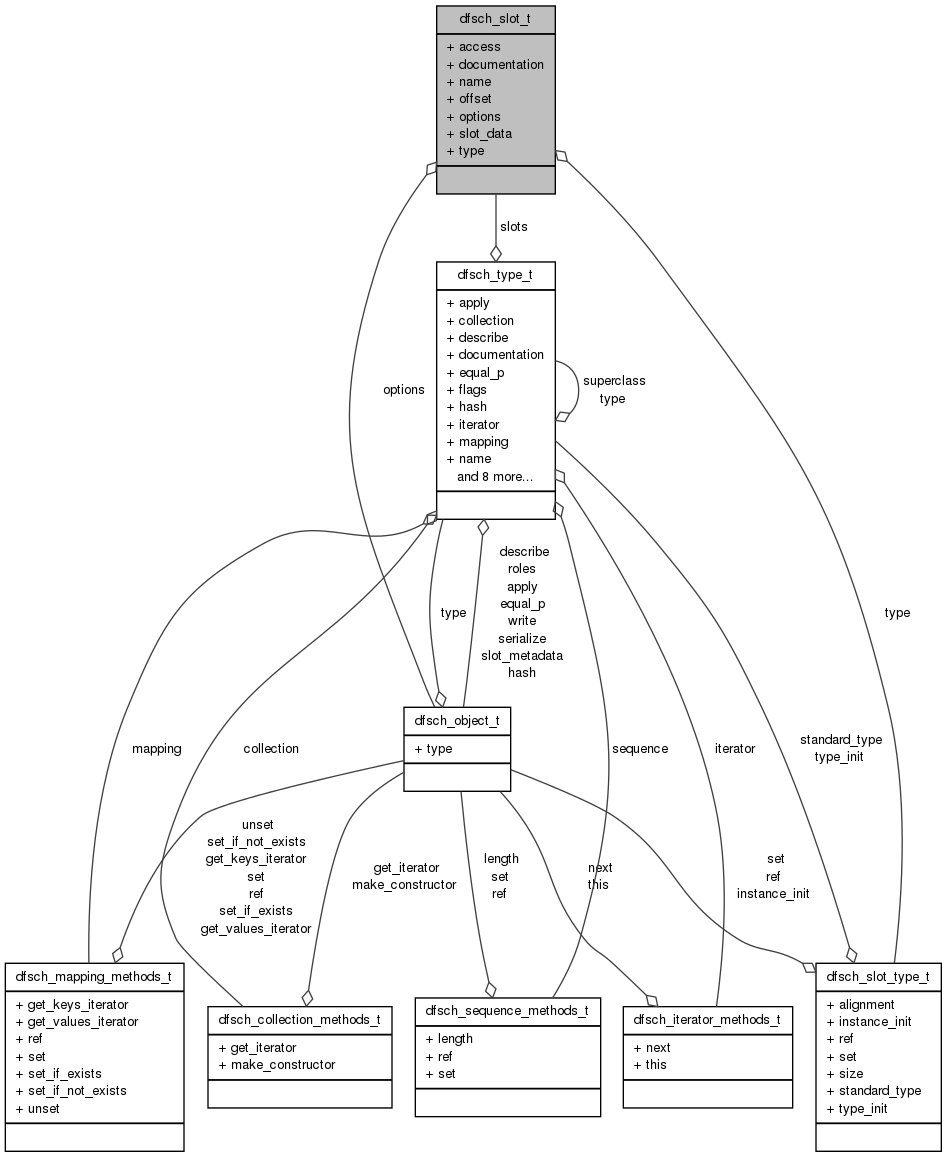 dfsch_slot_t
+ access
+ documentation
+ name
+ offset
+ options
+ slot_data
+ type
slots
dfsch_type_t
+ apply
+ collection
+ describe
+ documentation
+ equal_p
+ flags
+ hash
+ iterator
+ mapping
+ name
and 8 more...
superclass
type
options
describe
roles
apply
equal_p
write
serialize
slot_metadata
hash
type
type
dfsch_object_t
+ type
mapping
collection
sequence
iterator
standard_type
type_init
unset
set_if_not_exists
get_keys_iterator
set
ref
set_if_exists
get_values_iterator
get_iterator
make_constructor
length
set
ref
next
this
set
ref
instance_init
dfsch_mapping_methods_t
+ get_keys_iterator
+ get_values_iterator
+ ref
+ set
+ set_if_exists
+ set_if_not_exists
+ unset
dfsch_collection_methods_t
+ get_iterator
+ make_constructor
dfsch_sequence_methods_t
+ length
+ ref
+ set
dfsch_iterator_methods_t
+ next
+ this
dfsch_slot_type_t
+ alignment
+ instance_init
+ ref
+ set
+ size
+ standard_type
+ type_init